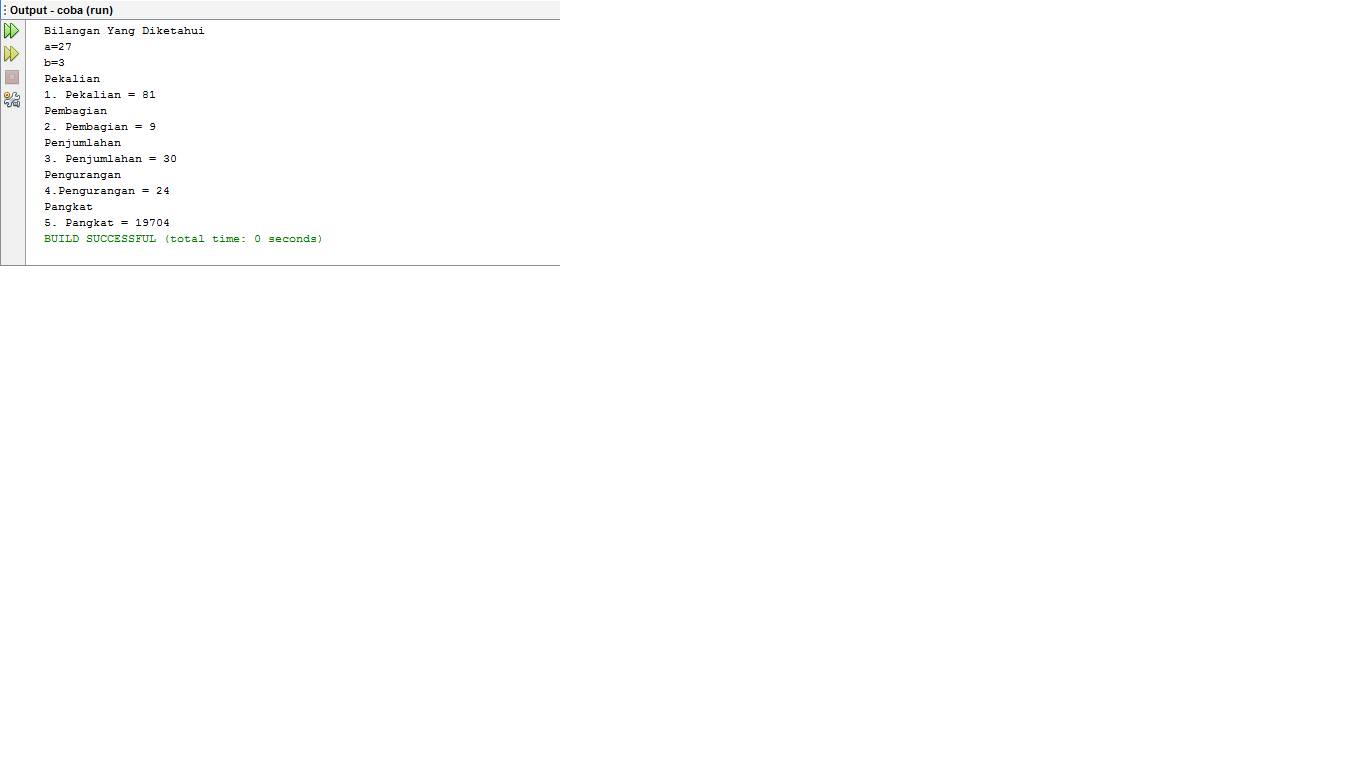 Output - coba (run)
Bilangan Yang Diketahui
a=27
b=3
Pekalian
1. Pekalian = 81
Pembagian
2. Pembagian = 9
Penjumlahan
3. Penjumlahan = 30
Pengurangan
4.Pengurangan = 24
Pangkat
5. Pangkat = 19704
BUILD SUCCESSFUL (total time: 0 seconds)